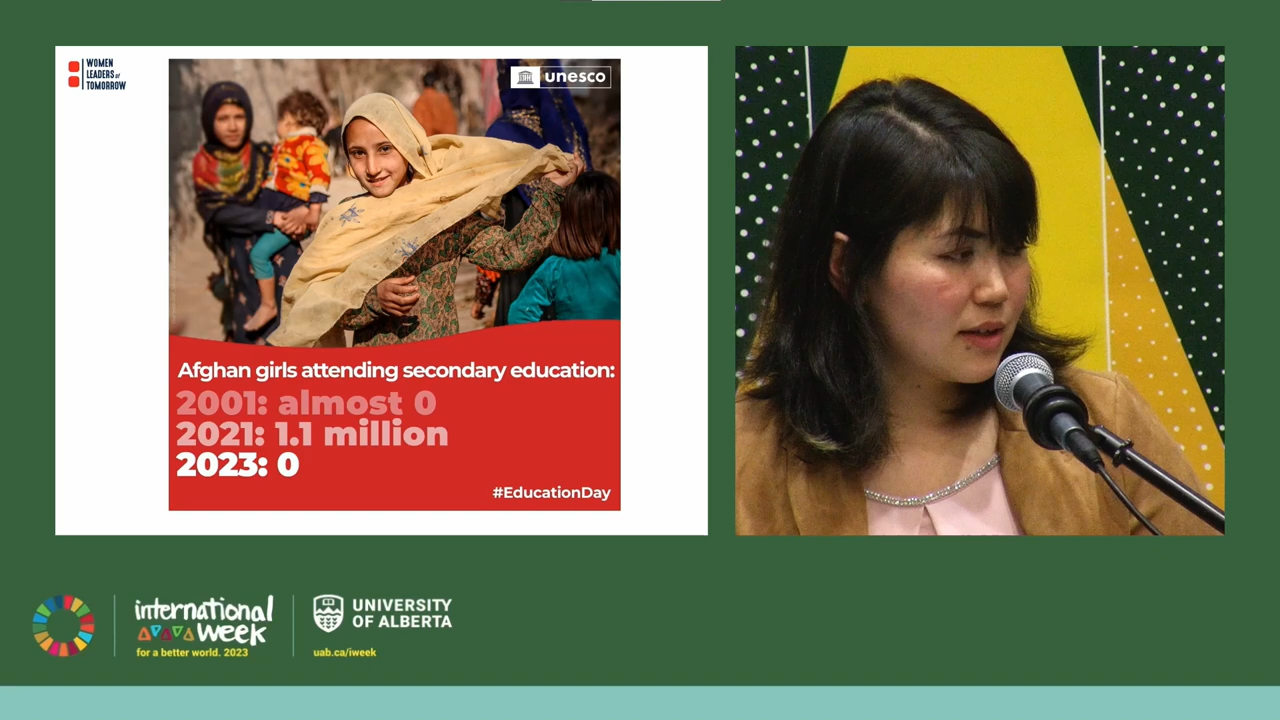 WOMEN
LEADERS of
TOMORROW
unesco
Afghan girls attending secondary education:
2001: almost 0
2021: 1.1 million
2023: 0
#EducationDay
international
week
for a better world. 2023
UNIVERSITY
OF ALBERTA
uab.ca/iweek